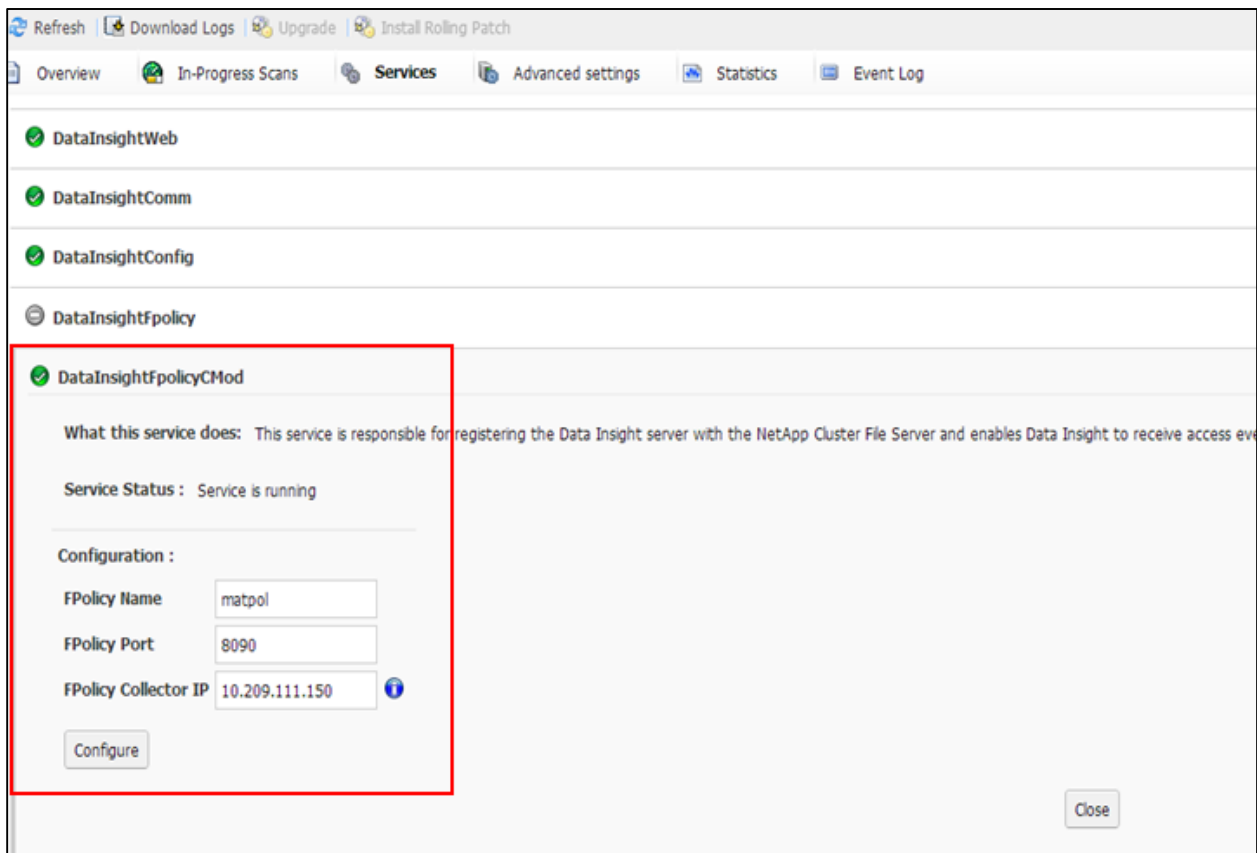 Refresh Download Logs Upgrade Install Rolling Patch
Overview In-Progress Scans Services Advanced settings Statistics Event Log
DataInsightWeb
DataInsightComm
DataInsightConfig
DataInsightFpolicy
DataInsightFpolicyCMod
What this service does: This service is responsible for registering the Data Insight server with the NetApp Cluster File Server and enables Data Insight to receive access eve
Service Status : Service is running
Configuration :
FPolicy Name matpol
FPolicy Port 8090
FPolicy Collector IP 10.209.111.150
Configure
Close